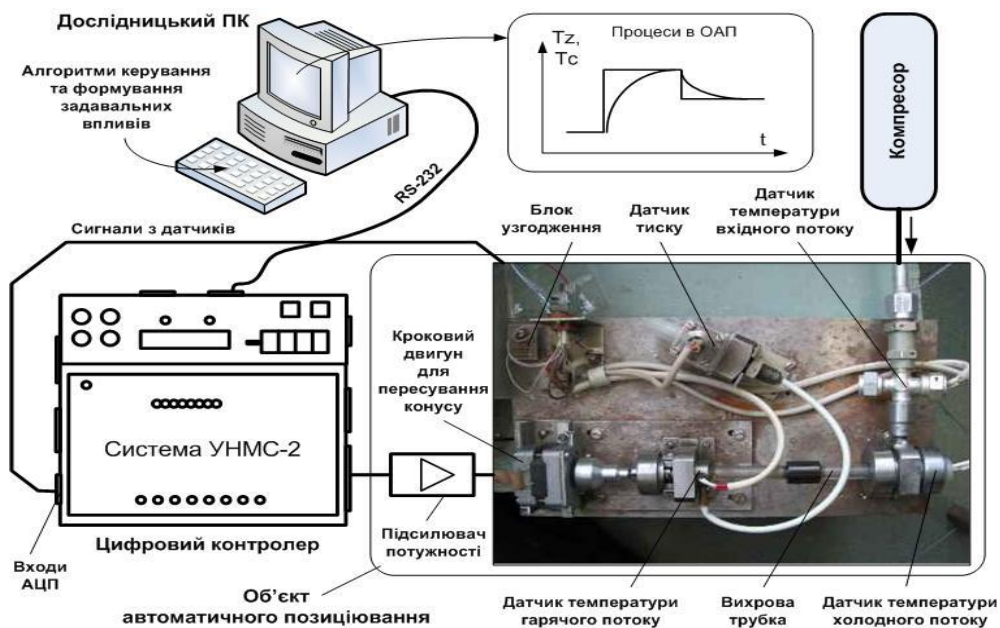 Дослідницький ПК
Алгоритми керування
та формування
задавальних
впливів
Tz,
Tc
Процеси в ОАП
t
Компресор
RS-232
Сигнали з датчиків
Блок
узгодження
Датчик
тиску
Датчик
температури
вхідного потоку
Кроковий
двигун
для
пересування
конусу
Система УНМС-2
Цифровий контролер
Підсилювач
потужності
Входи
АЦП
Об’єкт
автоматичного позиціювання
Датчик температури
гарячого потоку
Вихрова
трубка
Датчик температури
холодного потоку